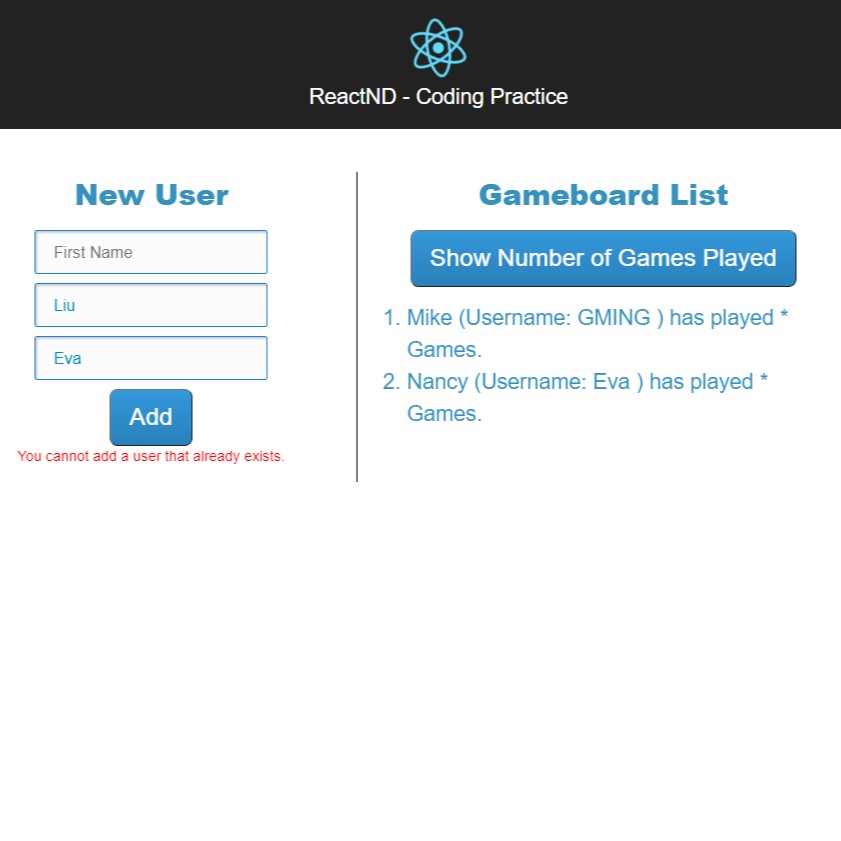 ReactND - Coding Practice
New User
First Name
Liu
Eva
Add
You cannot add a user that already exists.
Gameboard List
Show Number of Games Played
1. Mike (Username: GMING ) has played *
Games.
2. Nancy (Username: Eva ) has played *
Games.